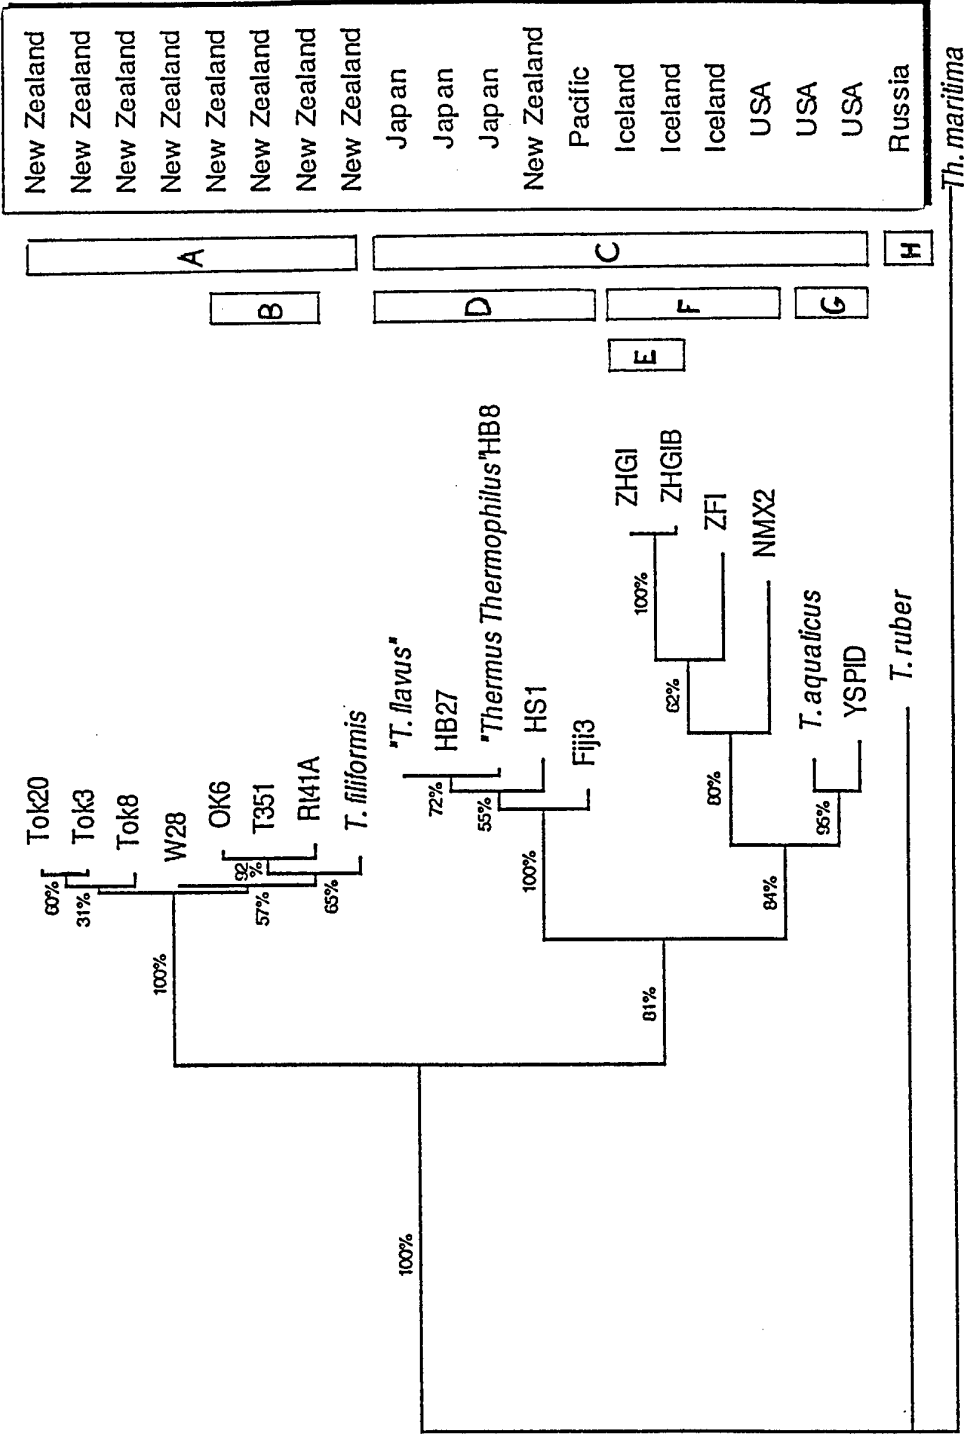 New Zealand
New Zealand
New Zealand
New Zealand
New Zealand
New Zealand
New Zealand
New Zealand
Japan
Japan
Japan
New Zealand
Pacific
Iceland
Iceland
Iceland
USA
USA
USA
Russia
Th. maritima
A
C
H
B
D
F
G
E
Tok20
Tok3
Tok8
W28
OK6
T351
RI41A
T. filiformis
"T. flavus"
HB27
"Thermus Thermophilus"HB8
HS1
Fiji3
ZHGI
ZHGIB
ZFI
NMX2
T. aquaticus
YSPID
T. ruber
60%
31%
92
%
57%
65%
100%
72%
55%
100%
100%
62%
80%
95%
84%
81%
100%